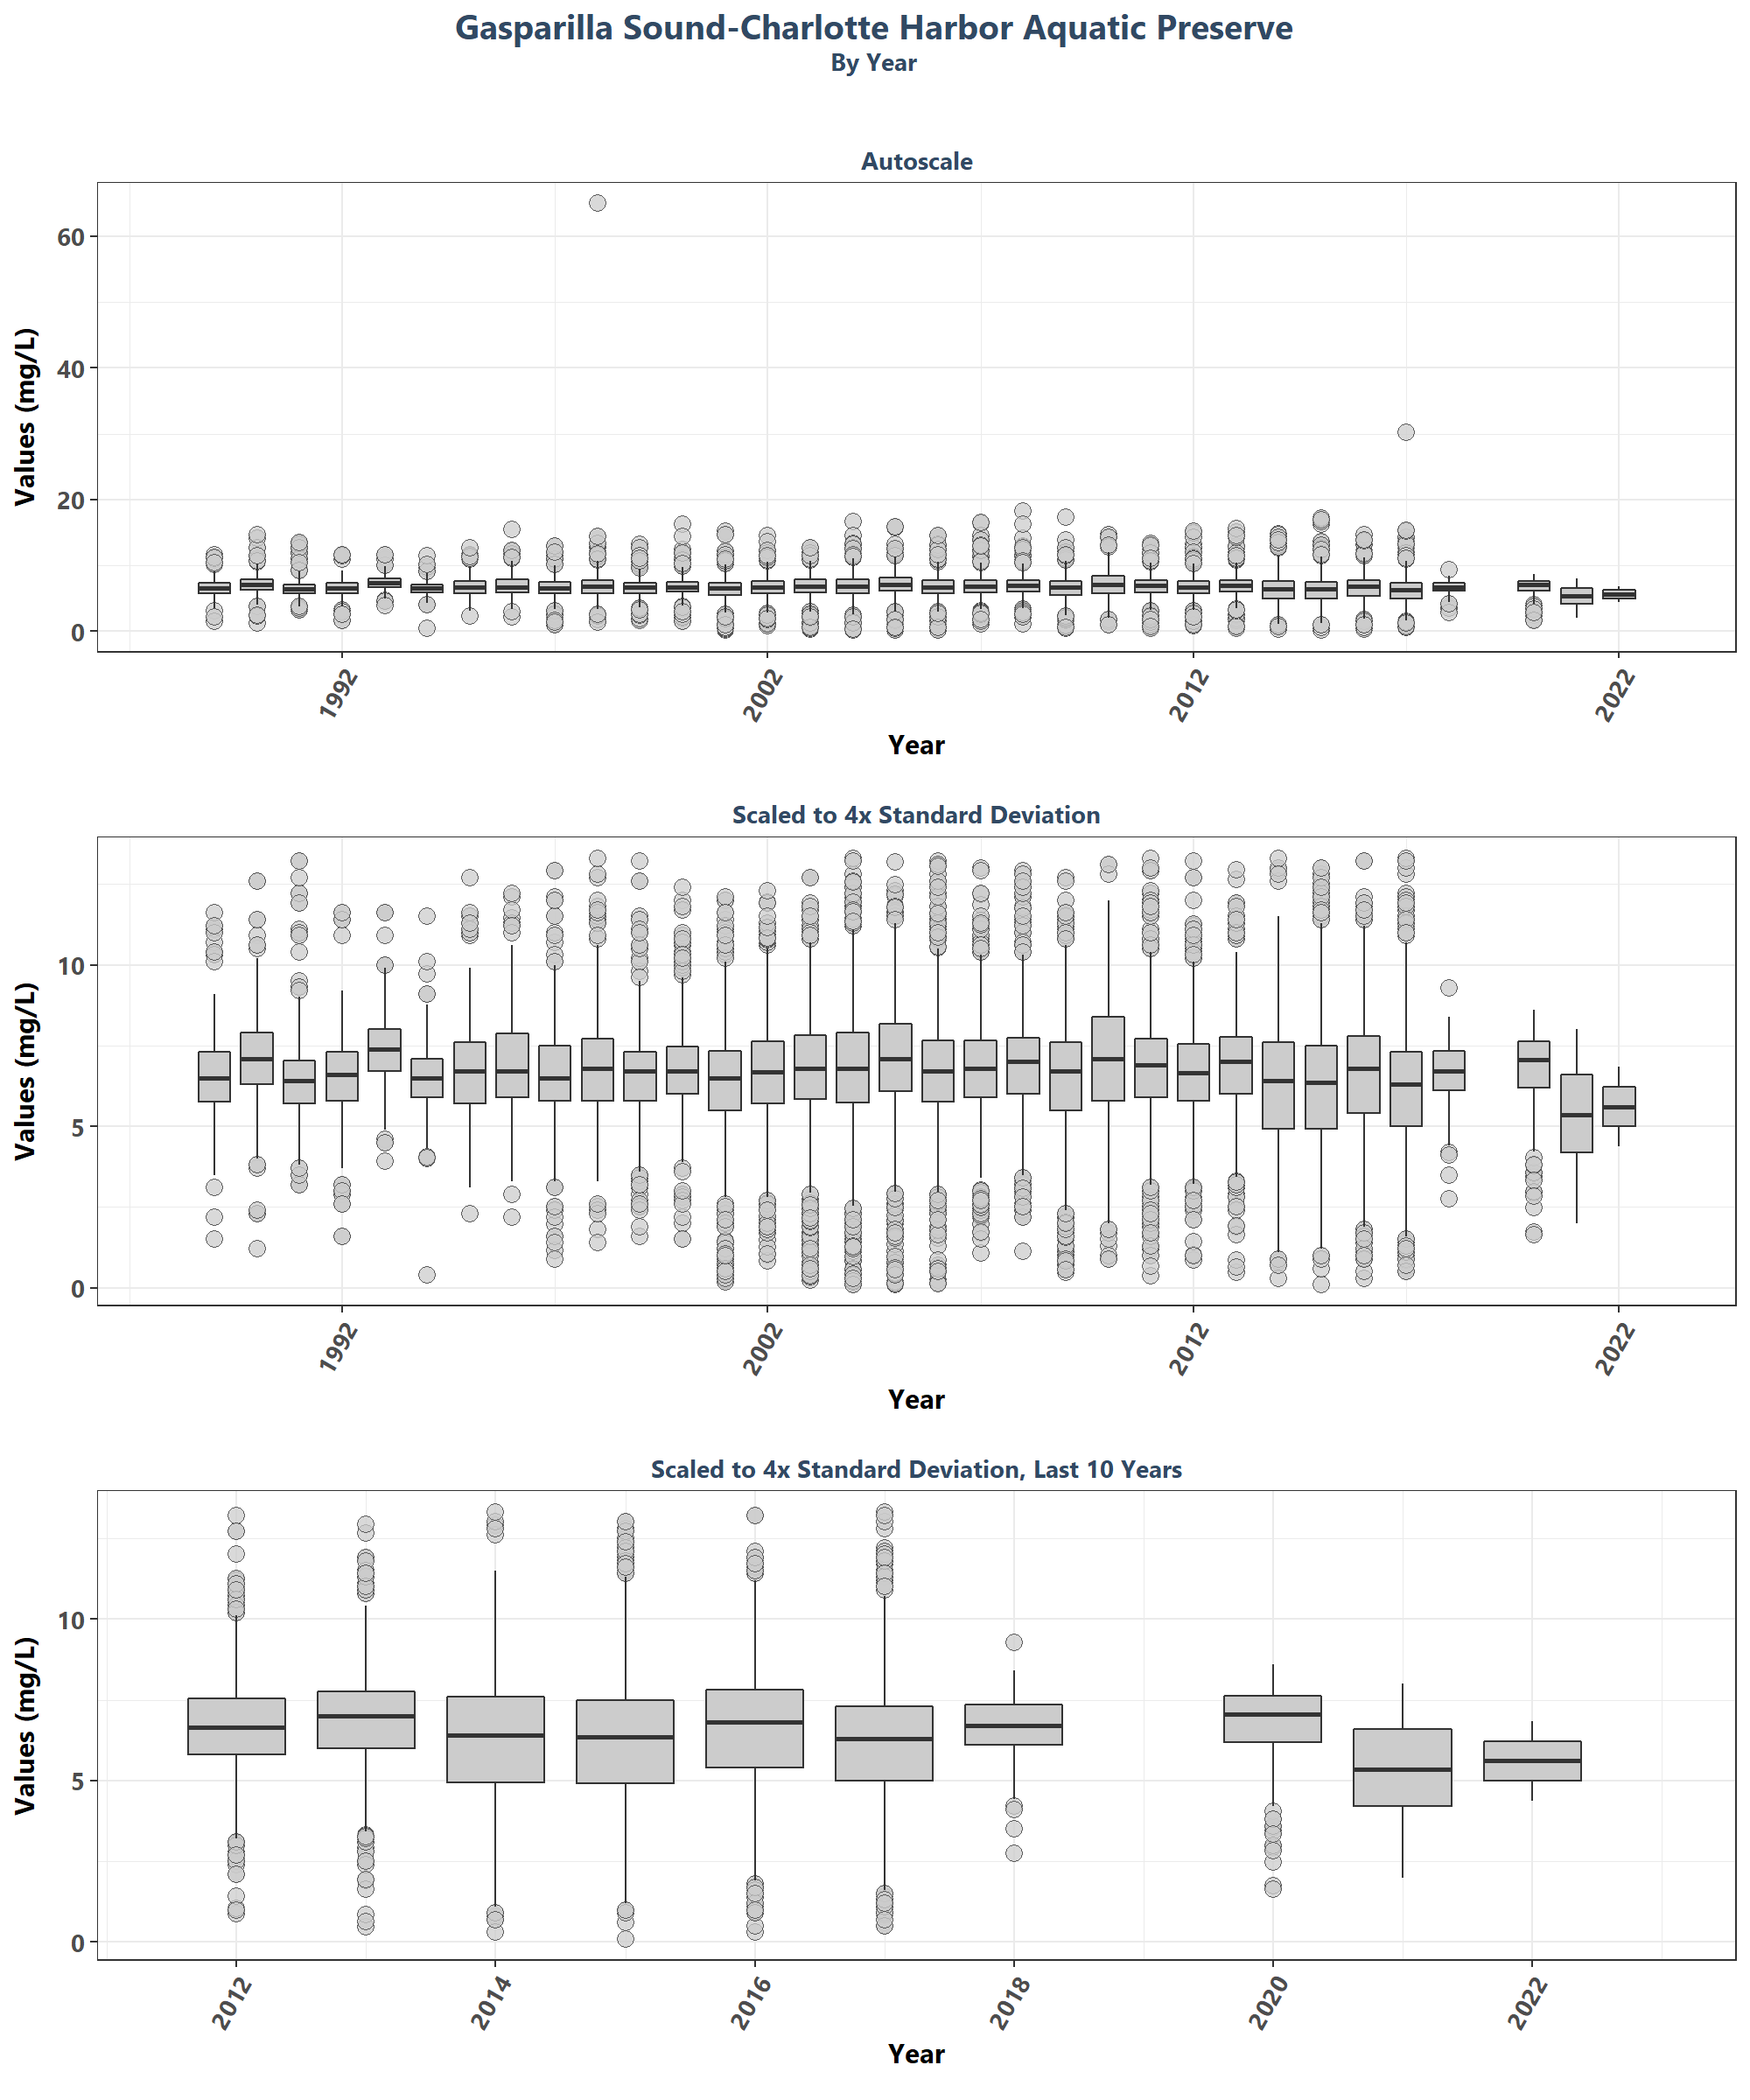 Gasparilla Sound-Charlotte Harbor Aquatic Preserve
By Year
Autoscale
Values (mg/L)
60
40
20
0
1992
2002
2012
2022
Year
Scaled to 4x Standard Deviation
Values (mg/L)
10
5
0
1992
2002
2012
2022
Year
Scaled to 4x Standard Deviation, Last 10 Years
Values (mg/L)
10
5
0
2012
2014
2016
2018
2020
2022
Year